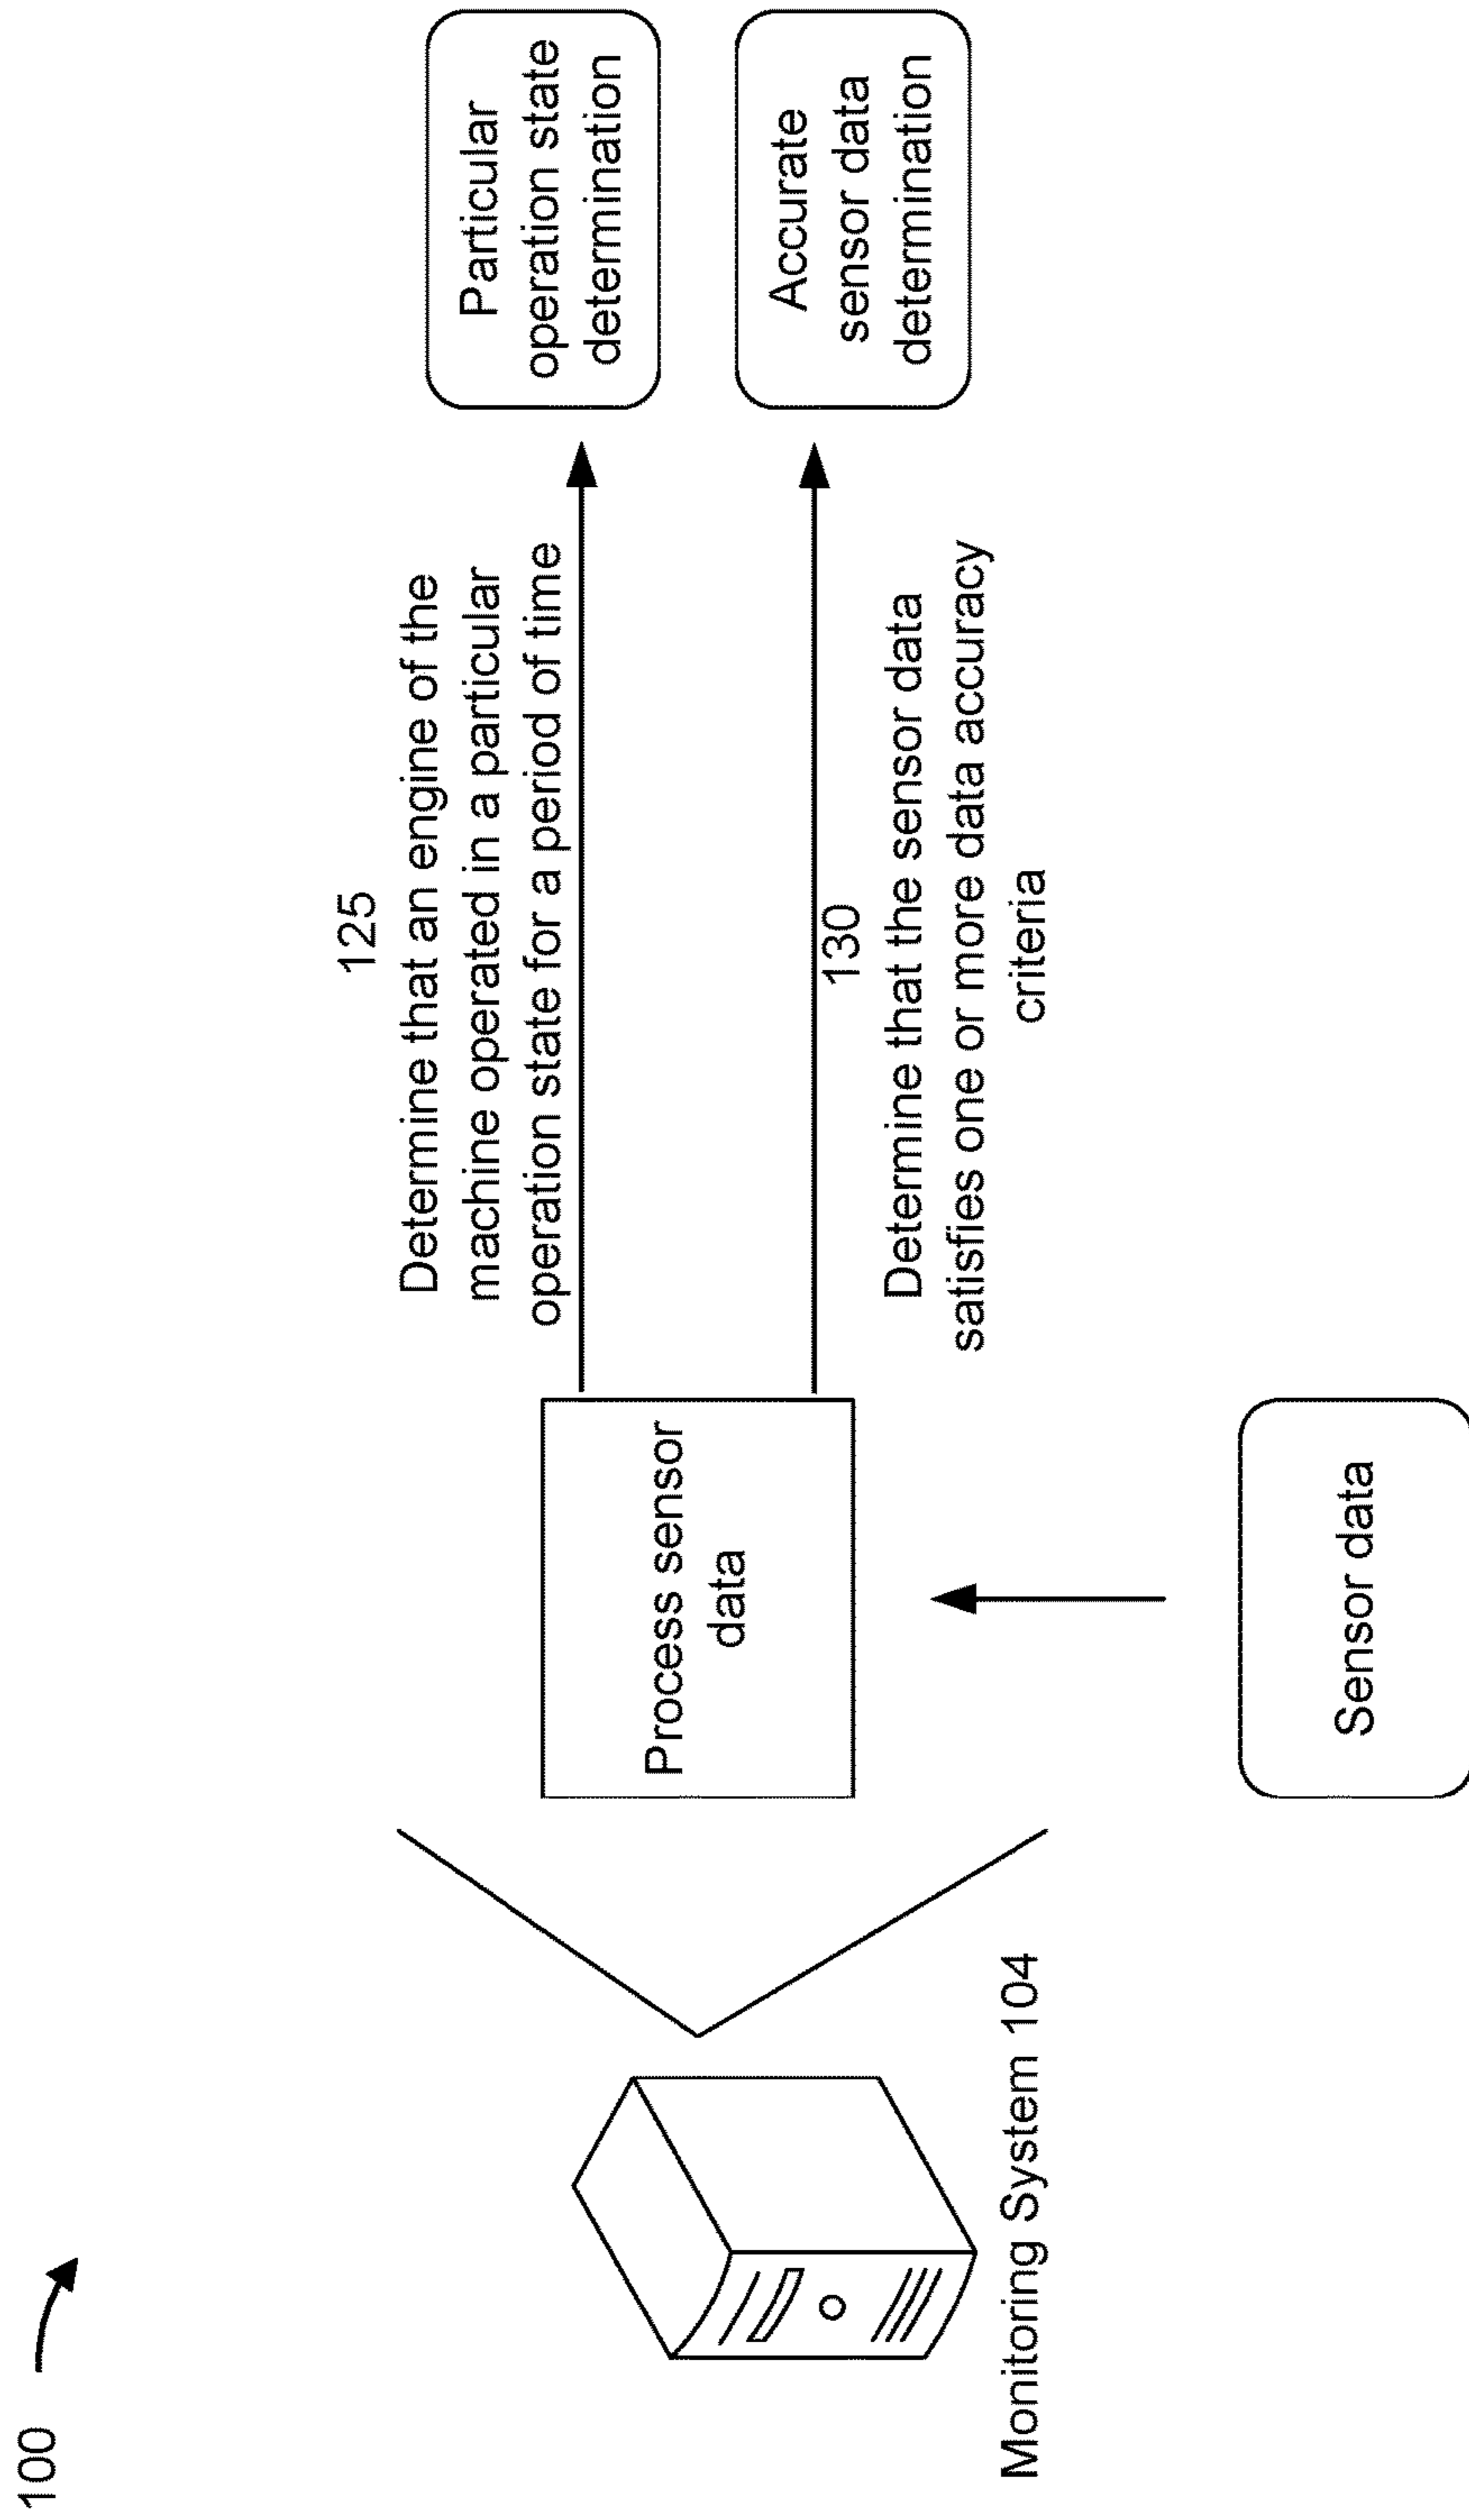 100
125
Determine that an engine of the
machine operated in a particular
operation state for a period of time
Particular
operation state
determination
Process sensor
data
130
Determine that the sensor data
satisfies one or more data accuracy
criteria
Accurate
sensor data
determination
Monitoring System 104
Sensor data